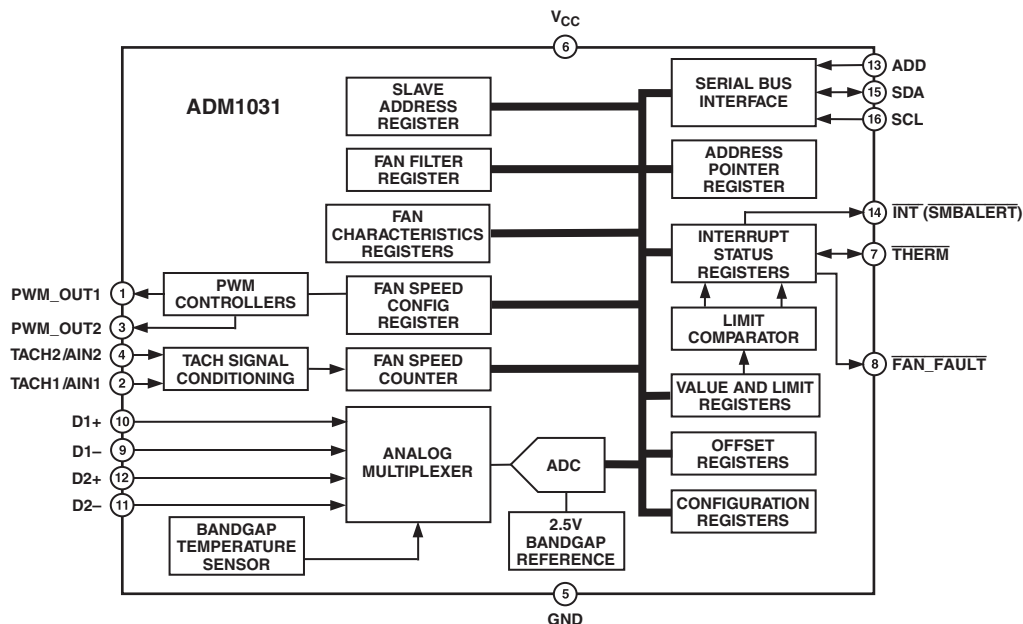 VCC
6
ADM1031
SLAVE
ADDRESS
REGISTER
FAN FILTER
REGISTER
FAN
CHARACTERISTICS
REGISTERS
PWM_OUT1
1
PWM
CONTROLLERS
FAN SPEED
CONFIG
REGISTER
PWM_OUT2
3
TACH2/AIN2
4
TACH SIGNAL
CONDITIONING
FAN SPEED
COUNTER
TACH1/AIN1
2
D1+
10
D1–
9
D2+
12
D2–
11
ANALOG
MULTIPLEXER
ADC
BANDGAP
TEMPERATURE
SENSOR
2.5V
BANDGAP
REFERENCE
SERIAL BUS
INTERFACE
13
ADD
15
SDA
16
SCL
ADDRESS
POINTER
REGISTER
14
INT (SMBALERT)
INTERRUPT
STATUS
REGISTERS
7
THERM
LIMIT
COMPARATOR
8
FAN_FAULT
VALUE AND LIMIT
REGISTERS
OFFSET
REGISTERS
CONFIGURATION
REGISTERS
5
GND